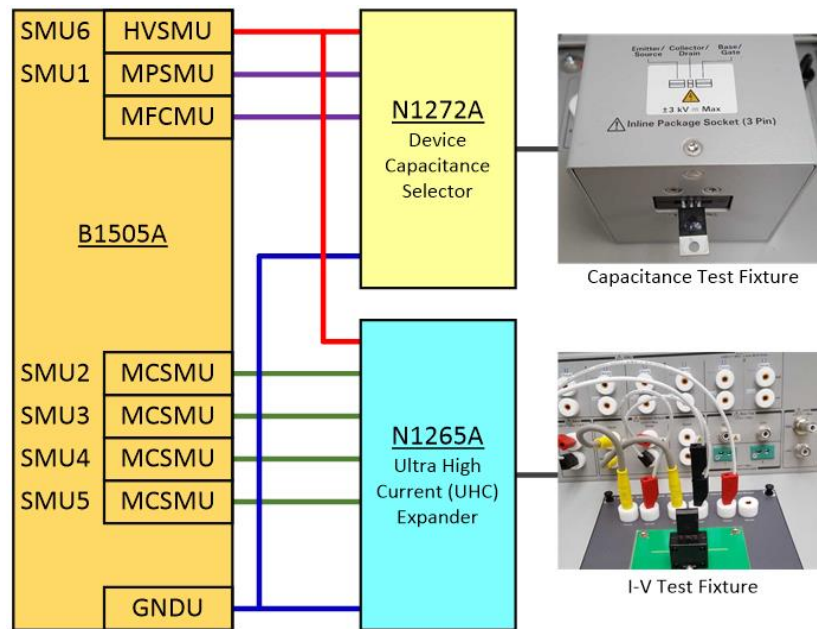 SMU6 HVSMU
SMU1 MPSMU
MFCMU
B1505A
SMU2 MCSMU
SMU3 MCSMU
SMU4 MCSMU
SMU5 MCSMU
GNDU
N1272A
Device
Capacitance
Selector
N1265A
Ultra High
Current (UHC)
Expander
Emitter/ Collector/ Base/
Source Drain Gate
±3 kV ⎓ Max
Inline Package Socket (3 Pin)
Capacitance Test Fixture
I-V Test Fixture